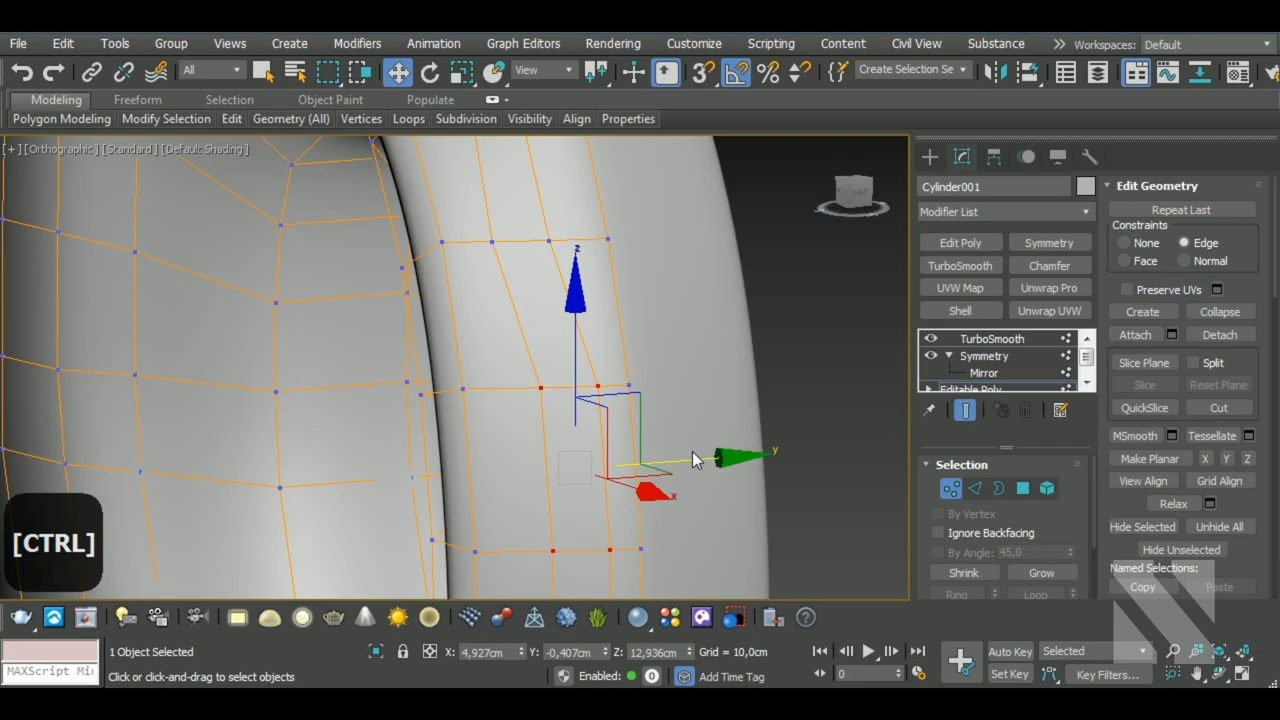 File Edit Tools Group Views Create Modifiers Animation Graph Editors Rendering Customize Scripting Content Civil View Substance Workspaces: Default
All View Create Selection Se
Modeling Freeform Selection Object Paint Populate
Polygon Modeling Modify Selection Edit Geometry (All) Vertices Loops Subdivision Visibility Align Properties
[+] [Orthographic] [Standard] [Default Shading]
z
y
x
[CTRL]
Cylinder001
Modifier List
Edit Poly Symmetry
TurboSmooth Chamfer
UVW Map Unwrap Pro
Shell Unwrap UVW
TurboSmooth
Symmetry
Mirror
Editable Poly
Selection
By Vertex
Ignore Backfacing
By Angle: 45,0
Shrink Grow
Ring Loop
Edit Geometry
Repeat Last
Constraints
None Edge
Face Normal
Preserve UVs
Create Collapse
Attach Detach
Slice Plane Split
Slice Reset Plane
QuickSlice Cut
MSmooth Tessellate
Make Planar X Y Z
View Align Grid Align
Relax
Hide Selected Unhide All
Hide Unselected
Named Selections:
Copy Paste
1 Object Selected X: 4,927cm Y: -0,407cm Z: 12,936cm Grid = 10,0cm Auto Key Selected
MAXScript Mi Click or click-and-drag to select objects Enabled: 0 Add Time Tag 0 Set Key Key Filters...